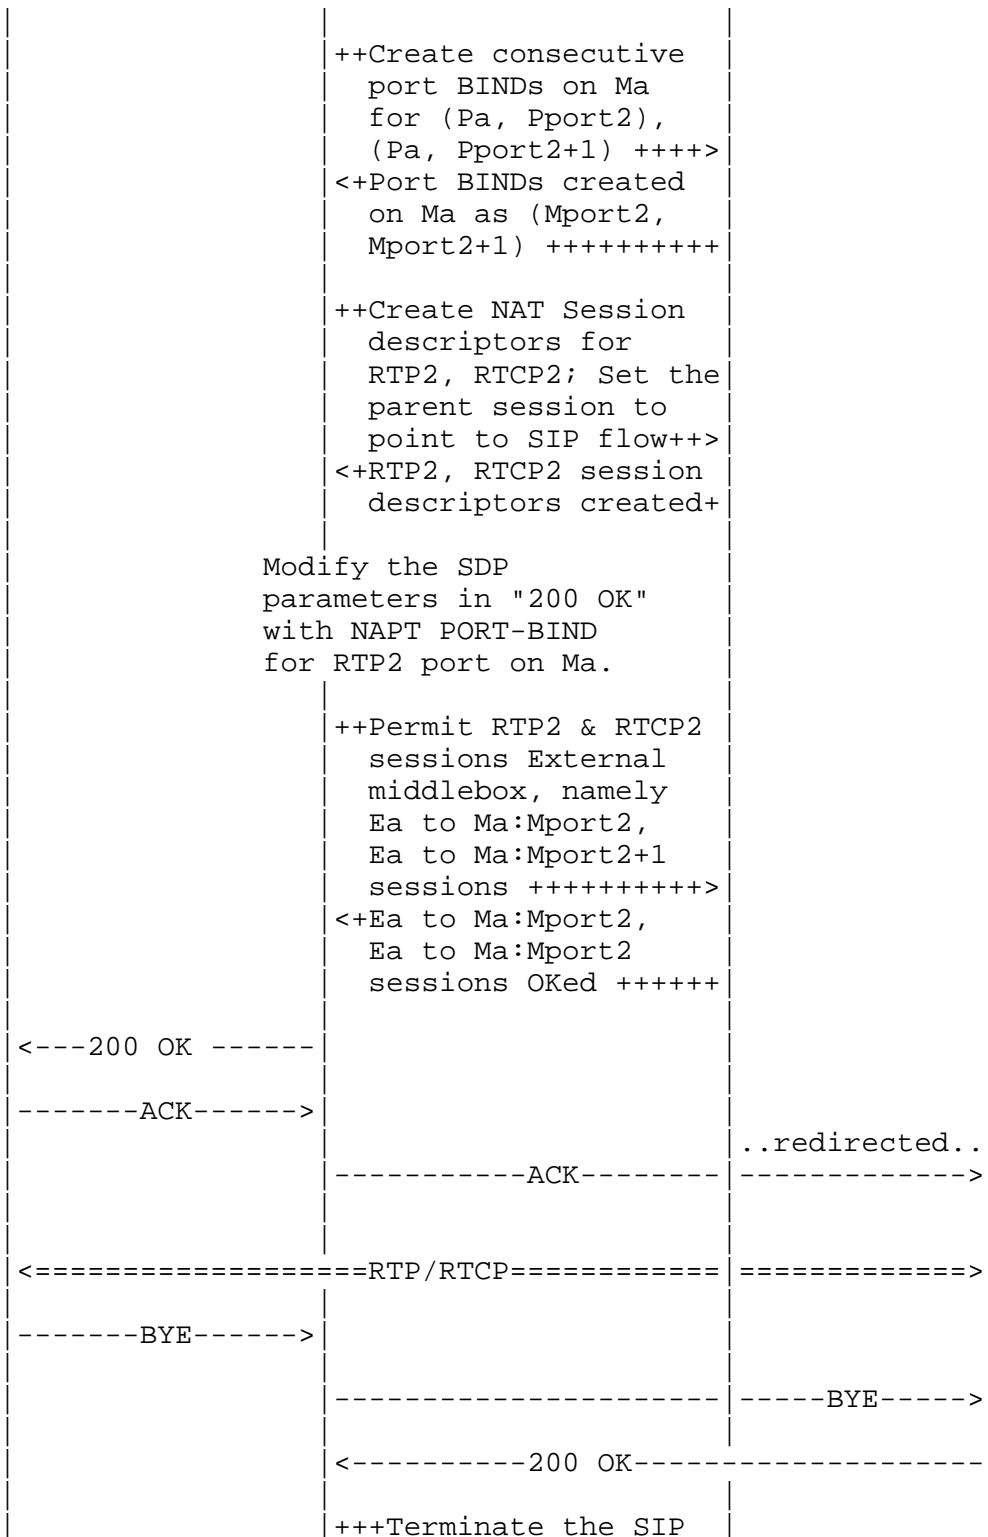 ++Create consecutive
port BINDs on Ma
for (Pa, Pport2),
(Pa, Pport2+1) ++++>
<+Port BINDs created
on Ma as (Mport2,
Mport2+1) ++++++++++
++Create NAT Session
descriptors for
RTP2, RTCP2; Set the
parent session to
point to SIP flow++>
<+RTP2, RTCP2 session
descriptors created+
Modify the SDP
parameters in "200 OK"
with NAPT PORT-BIND
for RTP2 port on Ma.
++Permit RTP2 & RTCP2
sessions External
middlebox, namely
Ea to Ma:Mport2,
Ea to Ma:Mport2+1
sessions ++++++++++>
<+Ea to Ma:Mport2,
Ea to Ma:Mport2
sessions OKed ++++++
<---200 OK ------
-------ACK------>
..redirected..
-----------ACK--------|------------->
<===================RTP/RTCP============|=============>
-------BYE------>
----------------------|-----BYE----->
<----------200 OK--------------------
+++Terminate the SIP